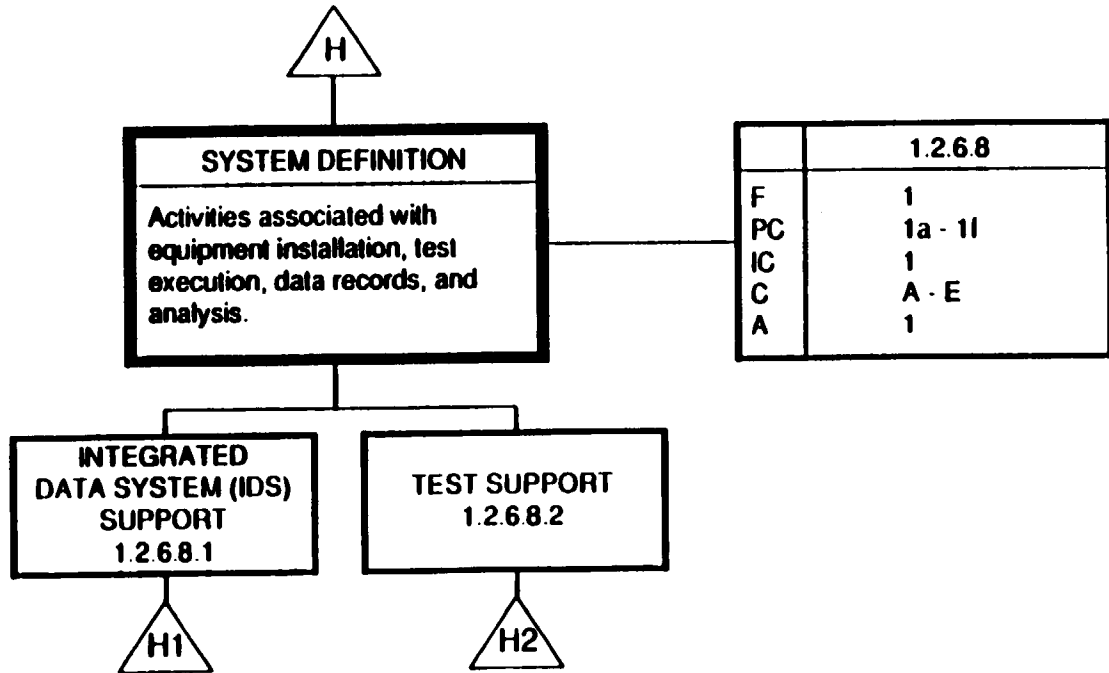 H
SYSTEM DEFINITION
Activities associated with
equipment installation, test
execution, data records, and
analysis.
1.2.6.8
F 1
PC 1a - 1l
IC 1
C A - E
A 1
INTEGRATED
DATA SYSTEM (IDS)
SUPPORT
1.2.6.8.1
TEST SUPPORT
1.2.6.8.2
H1
H2